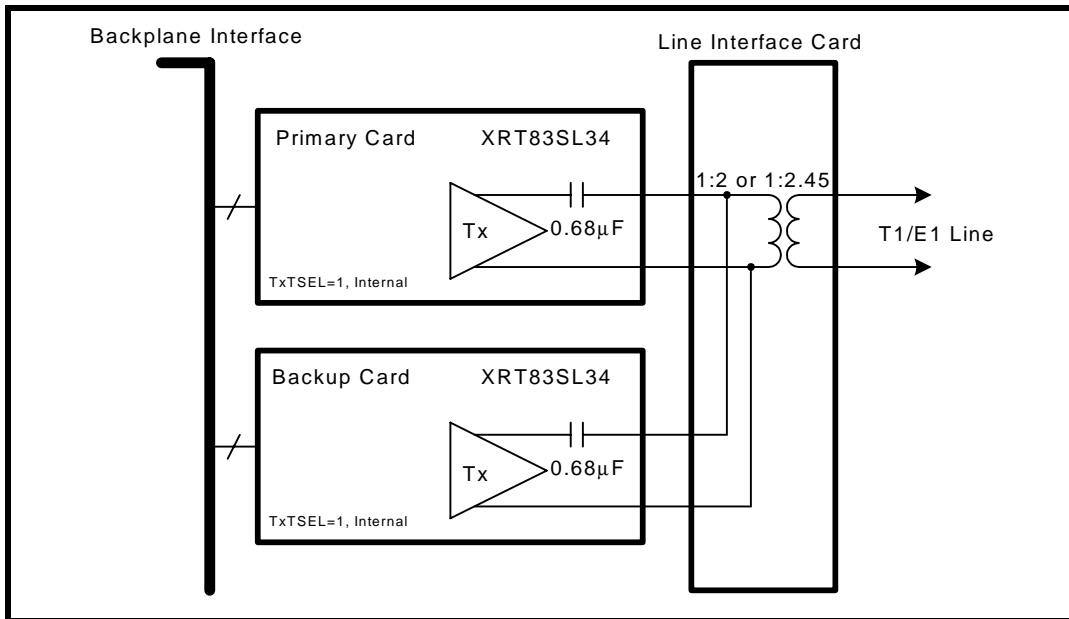 Backplane Interface
Line Interface Card
Primary Card XRT83SL34
1:2 or 1:2.45
Tx
0.68μF
T1/E1 Line
TxTSEL=1, Internal
Backup Card XRT83SL34
Tx
0.68μF
TxTSEL=1, Internal